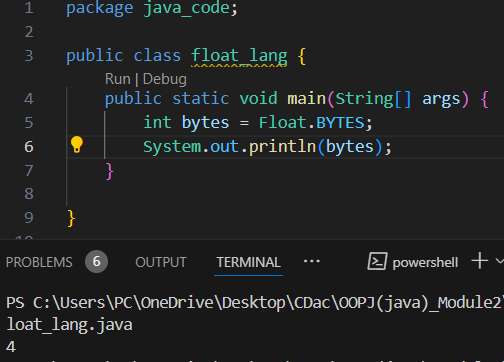 1 package java_code;
2
3 public class float_lang {
Run | Debug
4 public static void main(String[] args) {
5 int bytes = Float.BYTES;
6 System.out.println(bytes);
7 }
8
9 }
PROBLEMS 6 OUTPUT TERMINAL ··· powershell +
PS C:\Users\PC\OneDrive\Desktop\CDac\OOPJ(java)_Module2\
loat_lang.java
4